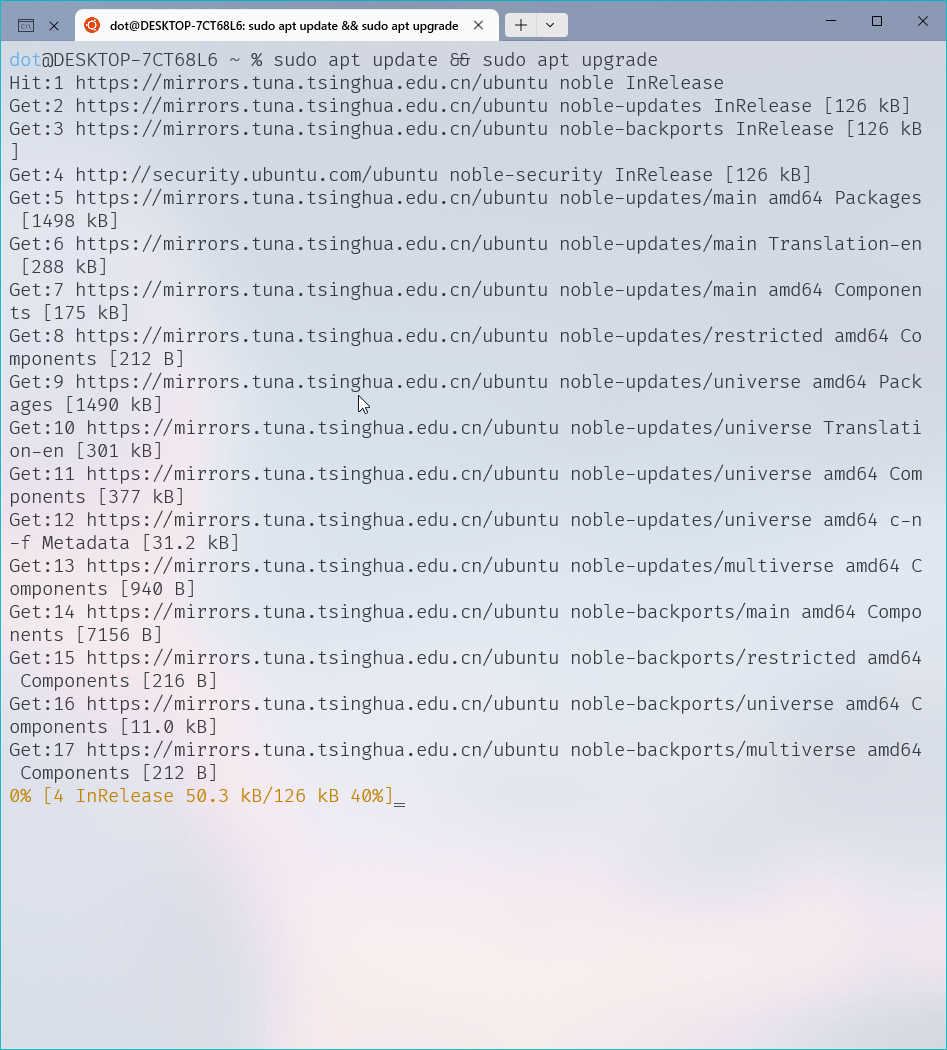 dot@DESKTOP-7CT68L6: sudo apt update && sudo apt upgrade
dot@DESKTOP-7CT68L6 ~ % sudo apt update && sudo apt upgrade
Hit:1 https://mirrors.tuna.tsinghua.edu.cn/ubuntu noble InRelease
Get:2 https://mirrors.tuna.tsinghua.edu.cn/ubuntu noble-updates InRelease [126 kB]
Get:3 https://mirrors.tuna.tsinghua.edu.cn/ubuntu noble-backports InRelease [126 kB
]
Get:4 http://security.ubuntu.com/ubuntu noble-security InRelease [126 kB]
Get:5 https://mirrors.tuna.tsinghua.edu.cn/ubuntu noble-updates/main amd64 Packages
 [1498 kB]
Get:6 https://mirrors.tuna.tsinghua.edu.cn/ubuntu noble-updates/main Translation-en
 [288 kB]
Get:7 https://mirrors.tuna.tsinghua.edu.cn/ubuntu noble-updates/main amd64 Componen
ts [175 kB]
Get:8 https://mirrors.tuna.tsinghua.edu.cn/ubuntu noble-updates/restricted amd64 Co
mponents [212 B]
Get:9 https://mirrors.tuna.tsinghua.edu.cn/ubuntu noble-updates/universe amd64 Pack
ages [1490 kB]
Get:10 https://mirrors.tuna.tsinghua.edu.cn/ubuntu noble-updates/universe Translati
on-en [301 kB]
Get:11 https://mirrors.tuna.tsinghua.edu.cn/ubuntu noble-updates/universe amd64 Com
ponents [377 kB]
Get:12 https://mirrors.tuna.tsinghua.edu.cn/ubuntu noble-updates/universe amd64 c-n
-f Metadata [31.2 kB]
Get:13 https://mirrors.tuna.tsinghua.edu.cn/ubuntu noble-updates/multiverse amd64 C
omponents [940 B]
Get:14 https://mirrors.tuna.tsinghua.edu.cn/ubuntu noble-backports/main amd64 Compo
nents [7156 B]
Get:15 https://mirrors.tuna.tsinghua.edu.cn/ubuntu noble-backports/restricted amd64
 Components [216 B]
Get:16 https://mirrors.tuna.tsinghua.edu.cn/ubuntu noble-backports/universe amd64 C
omponents [11.0 kB]
Get:17 https://mirrors.tuna.tsinghua.edu.cn/ubuntu noble-backports/multiverse amd64
 Components [212 B]
0% [4 InRelease 50.3 kB/126 kB 40%]